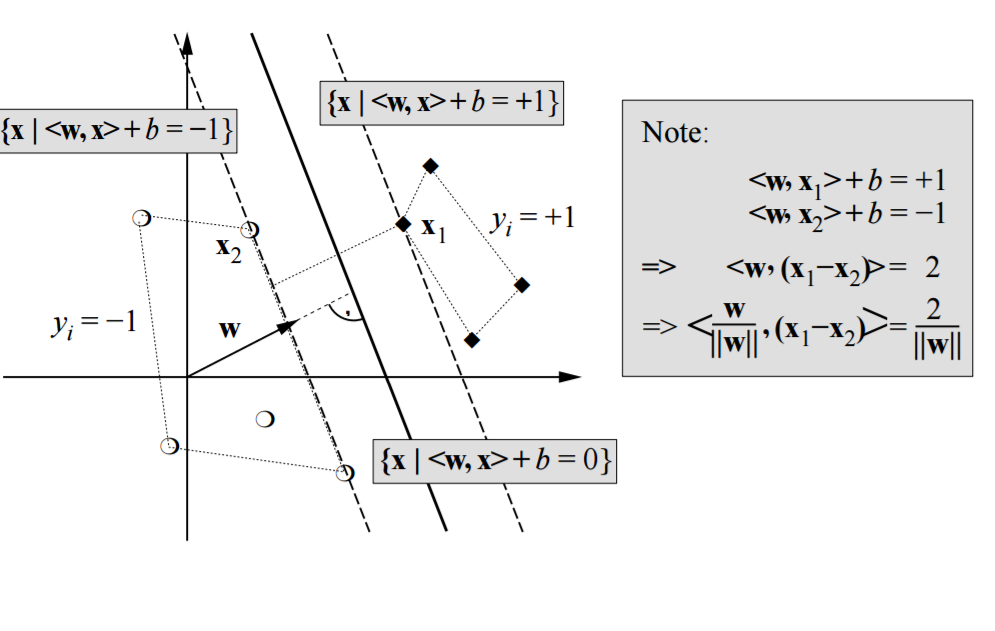 {x | <w, x> + b = −1}
{x | <w, x> + b = +1}
x₁
yᵢ = +1
x₂
yᵢ = −1
w
{x | <w, x> + b = 0}
Note:
<w, x₁> + b = +1
<w, x₂> + b = −1
=> <w, (x₁−x₂)> = 2
=> <w/||w||, (x₁−x₂)> = 2/||w||